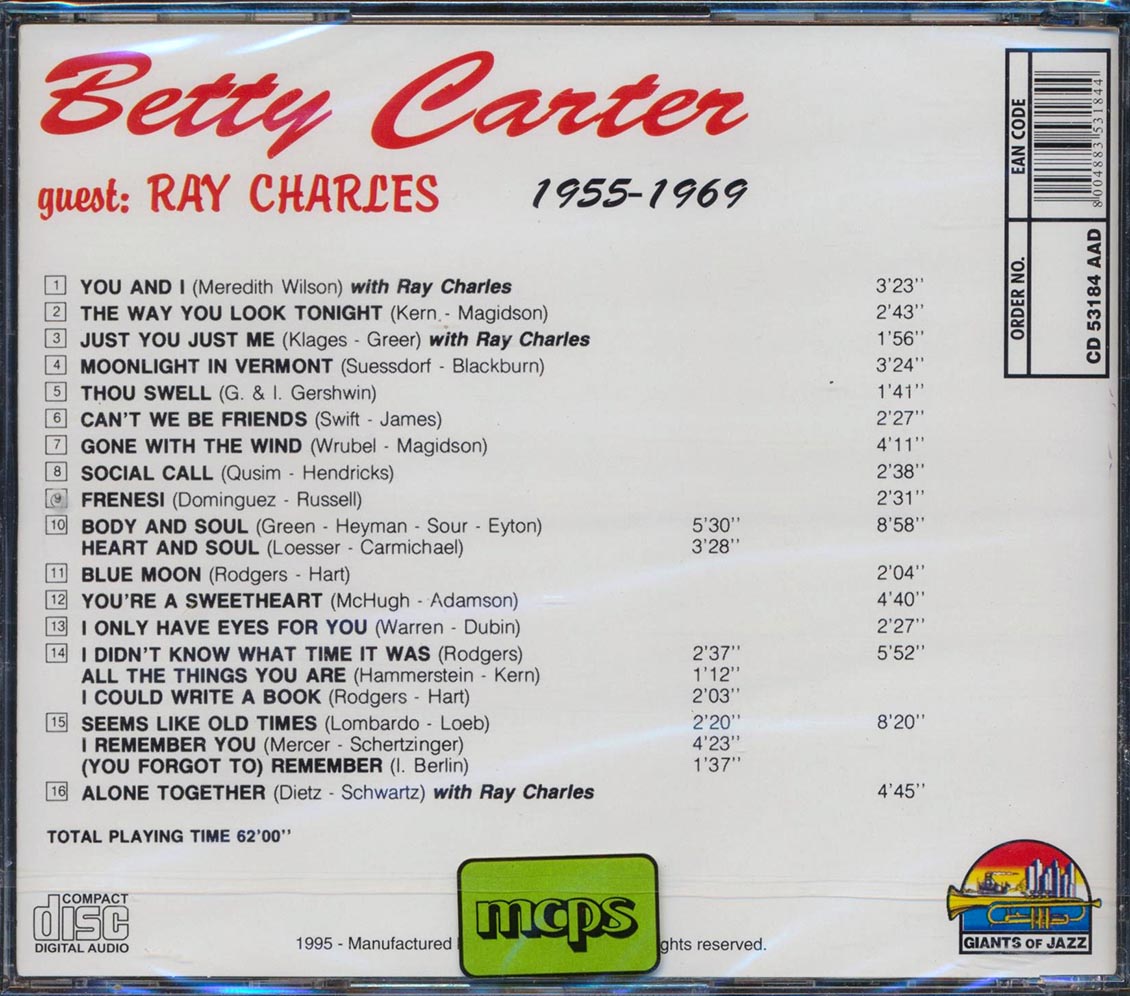 Betty Carter
guest: RAY CHARLES 1955-1969
EAN CODE
8 004883 531844
ORDER NO.
CD 53184 AAD
1 YOU AND I (Meredith Wilson) with Ray Charles 3'23''
2 THE WAY YOU LOOK TONIGHT (Kern - Magidson) 2'43''
3 JUST YOU JUST ME (Klages - Greer) with Ray Charles 1'56''
4 MOONLIGHT IN VERMONT (Suessdorf - Blackburn) 3'24''
5 THOU SWELL (G. & I. Gershwin) 1'41''
6 CAN'T WE BE FRIENDS (Swift - James) 2'27''
7 GONE WITH THE WIND (Wrubel - Magidson) 4'11''
8 SOCIAL CALL (Qusim - Hendricks) 2'38''
9 FRENESI (Dominguez - Russell) 2'31''
10 BODY AND SOUL (Green - Heyman - Sour - Eyton) 5'30'' 8'58''
HEART AND SOUL (Loesser - Carmichael) 3'28''
11 BLUE MOON (Rodgers - Hart) 2'04''
12 YOU'RE A SWEETHEART (McHugh - Adamson) 4'40''
13 I ONLY HAVE EYES FOR YOU (Warren - Dubin) 2'27''
14 I DIDN'T KNOW WHAT TIME IT WAS (Rodgers) 2'37'' 5'52''
ALL THE THINGS YOU ARE (Hammerstein - Kern) 1'12''
I COULD WRITE A BOOK (Rodgers - Hart) 2'03''
15 SEEMS LIKE OLD TIMES (Lombardo - Loeb) 2'20'' 8'20''
I REMEMBER YOU (Mercer - Schertzinger) 4'23''
(YOU FORGOT TO) REMEMBER (I. Berlin) 1'37''
16 ALONE TOGETHER (Dietz - Schwartz) with Ray Charles 4'45''
TOTAL PLAYING TIME 62'00''
COMPACT
disc
DIGITAL AUDIO
mcps
1995 - Manufactured ghts reserved.
GIANTS OF JAZZ